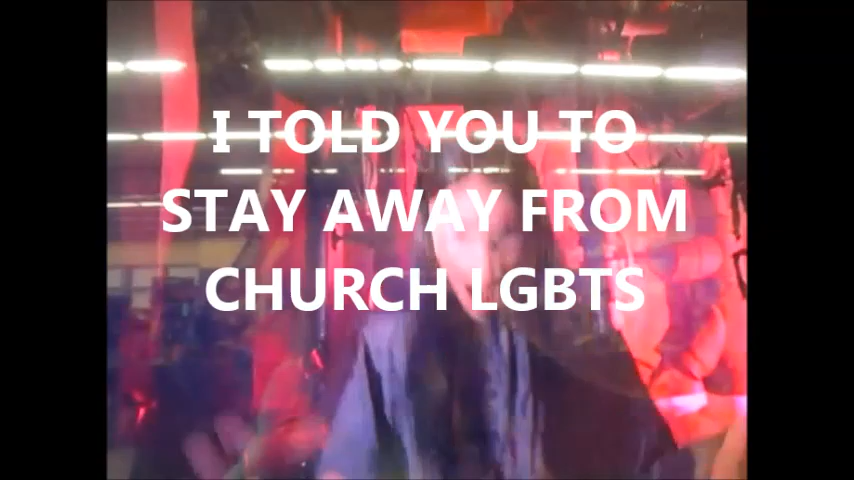 I TOLD YOU TO
STAY AWAY FROM
CHURCH LGBTS